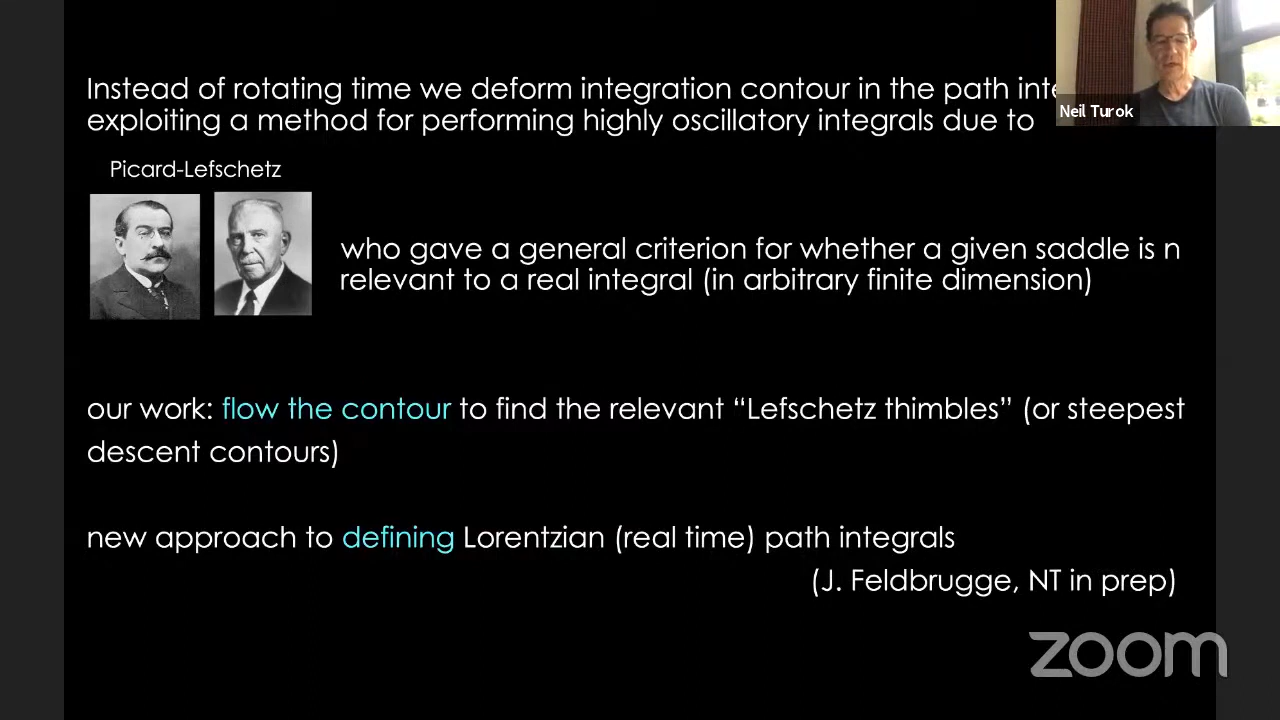 Instead of rotating time we deform integration contour in the path inte
exploiting a method for performing highly oscillatory integrals due to
Neil Turok
Picard-Lefschetz
who gave a general criterion for whether a given saddle is n
relevant to a real integral (in arbitrary finite dimension)
our work: flow the contour to find the relevant “Lefschetz thimbles” (or steepest
descent contours)
new approach to defining Lorentzian (real time) path integrals
(J. Feldbrugge, NT in prep)
zoom